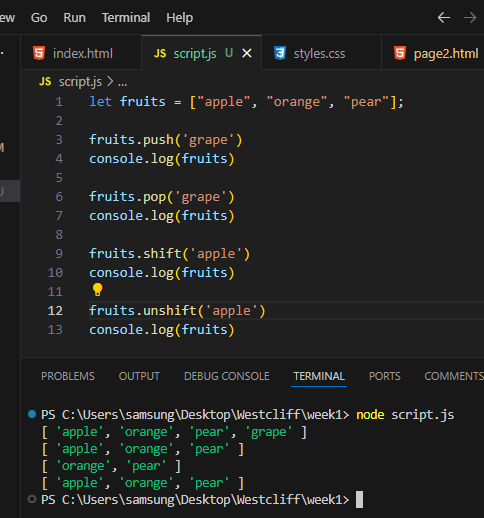 now Go Run Terminal Help
index.html script.js U styles.css page2.html
JS script.js > ...
1 let fruits = ["apple", "orange", "pear"];
2
3 fruits.push('grape')
4 console.log(fruits)
5
6 fruits.pop('grape')
7 console.log(fruits)
8
9 fruits.shift('apple')
10 console.log(fruits)
11
12 fruits.unshift('apple')
13 console.log(fruits)
PROBLEMS OUTPUT DEBUG CONSOLE TERMINAL PORTS COMMENTS
PS C:\Users\samsung\Desktop\Westcliff\week1> node script.js
[ 'apple', 'orange', 'pear', 'grape' ]
[ 'apple', 'orange', 'pear' ]
[ 'orange', 'pear' ]
[ 'apple', 'orange', 'pear' ]
PS C:\Users\samsung\Desktop\Westcliff\week1>